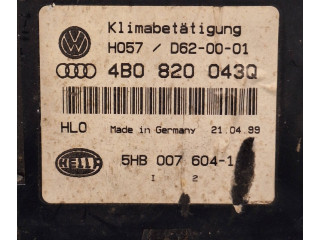 Klimabetätigung
H057 / D62-00-01
4B0 820 043Q
HLO Made in Germany 21.04.99
HELLA
5HB 007 604-1
1 2